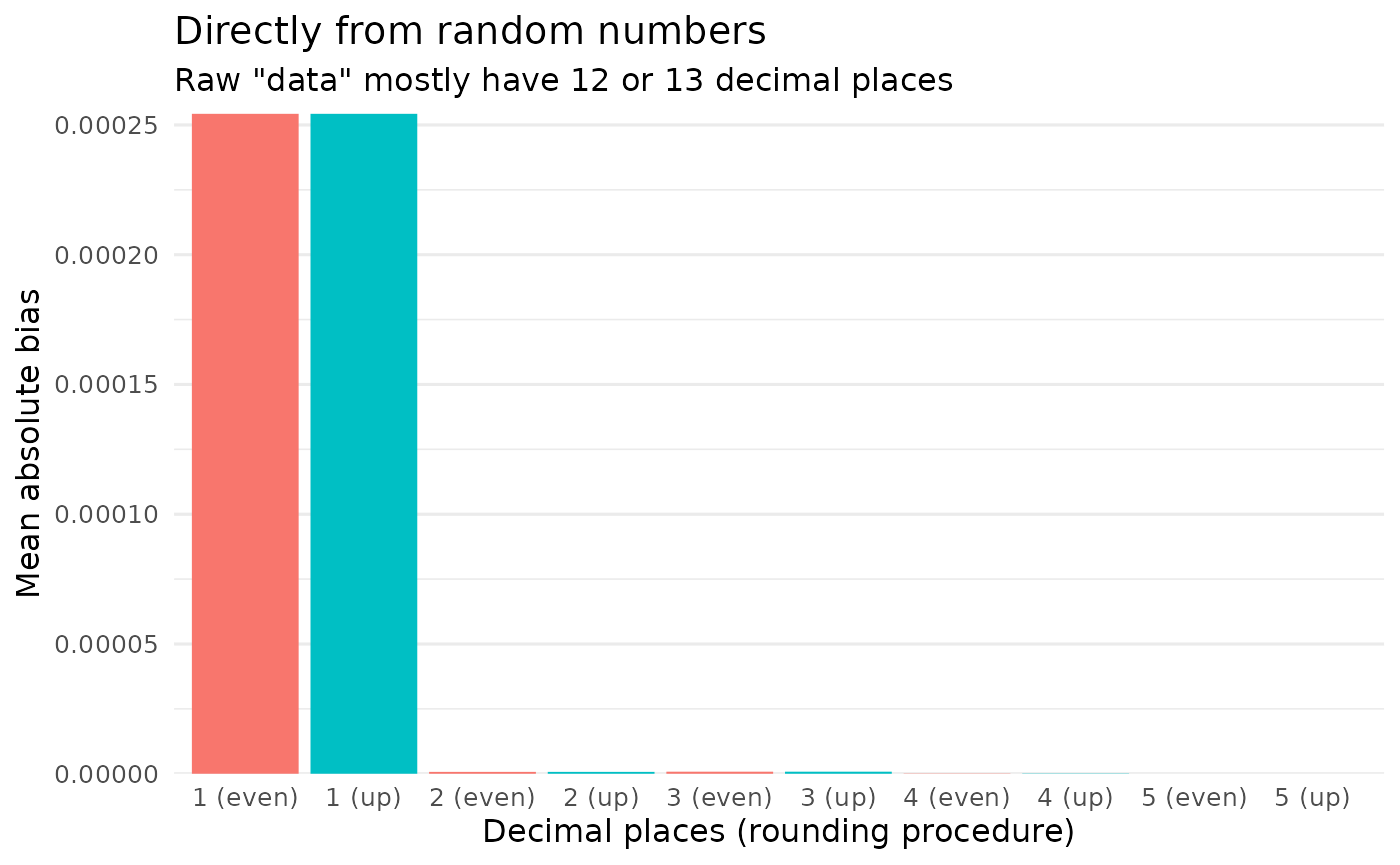 Directly from random numbers
Raw "data" mostly have 12 or 13 decimal places
Mean absolute bias
0.00025
0.00020
0.00015
0.00010
0.00005
0.00000
1 (even) 1 (up) 2 (even) 2 (up) 3 (even) 3 (up) 4 (even) 4 (up) 5 (even) 5 (up)
Decimal places (rounding procedure)